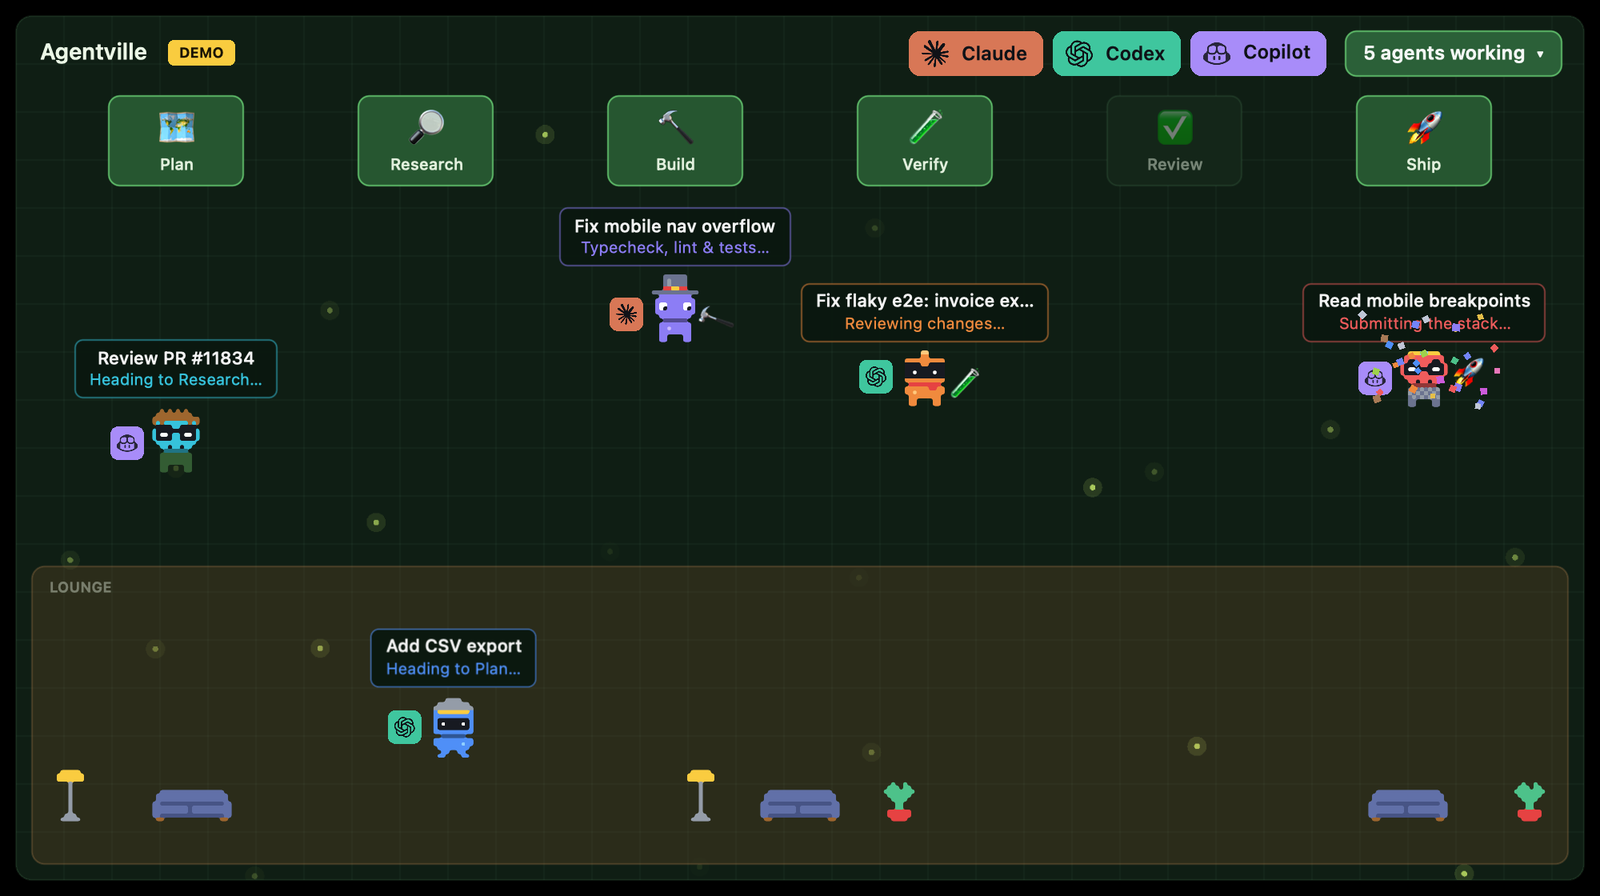 Agentville
DEMO
Claude
Codex
Copilot
5 agents working
Plan
Research
Build
Verify
Review
Ship
Fix mobile nav overflow
Typecheck, lint & tests...
Fix flaky e2e: invoice ex...
Reviewing changes...
Read mobile breakpoints
Submitting the stack...
Review PR #11834
Heading to Research...
LOUNGE
Add CSV export
Heading to Plan...